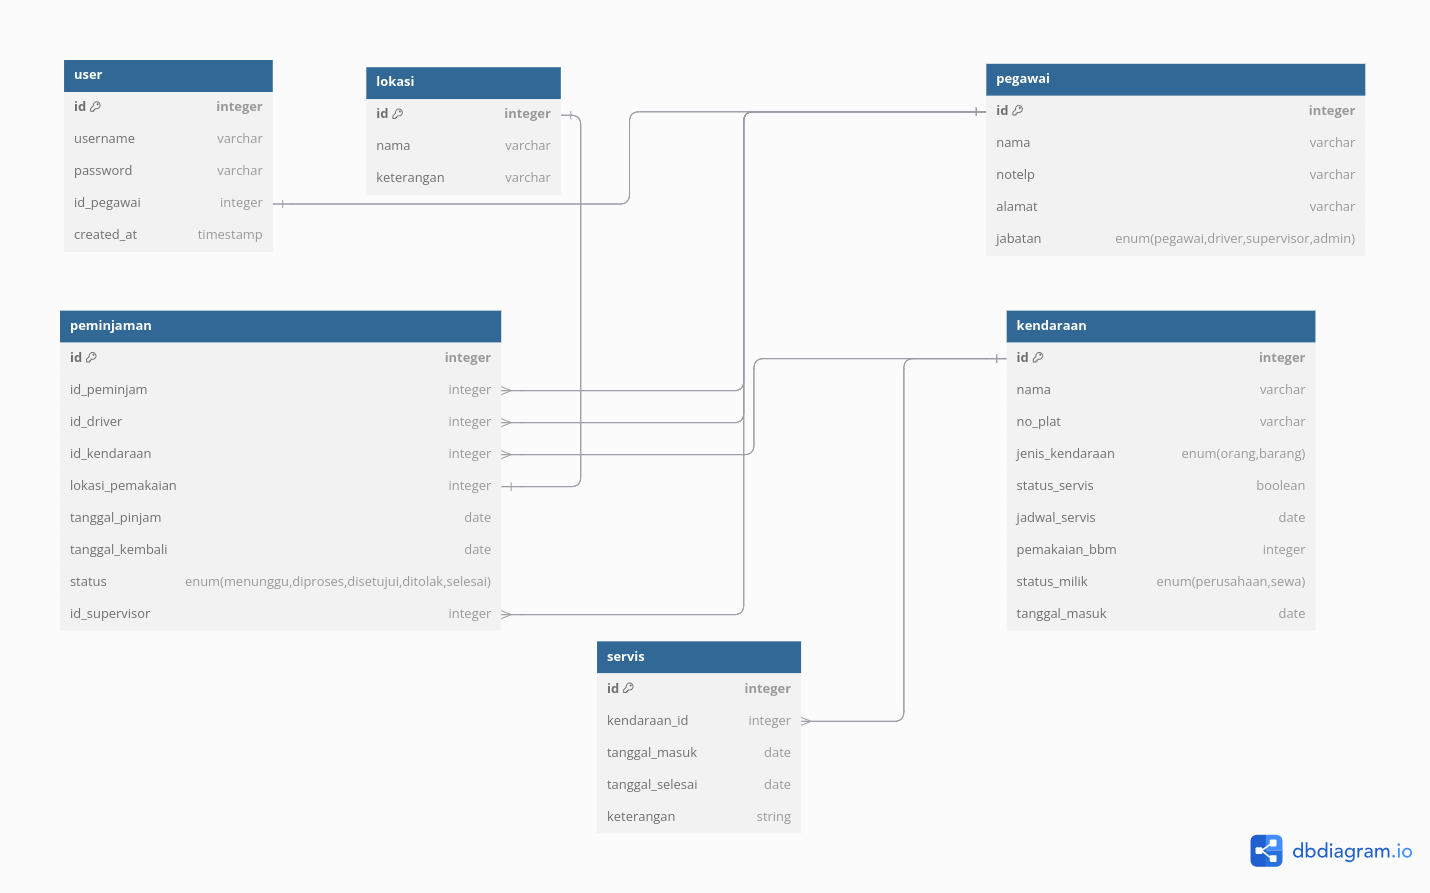 user
id integer
username varchar
password varchar
id_pegawai integer
created_at timestamp
lokasi
id integer
nama varchar
keterangan varchar
pegawai
id integer
nama varchar
notelp varchar
alamat varchar
jabatan enum(pegawai,driver,supervisor,admin)
peminjaman
id integer
id_peminjam integer
id_driver integer
id_kendaraan integer
lokasi_pemakaian integer
tanggal_pinjam date
tanggal_kembali date
status enum(menunggu,diproses,disetujui,ditolak,selesai)
id_supervisor integer
kendaraan
id integer
nama varchar
no_plat varchar
jenis_kendaraan enum(orang,barang)
status_servis boolean
jadwal_servis date
pemakaian_bbm integer
status_milik enum(perusahaan,sewa)
tanggal_masuk date
servis
id integer
kendaraan_id integer
tanggal_masuk date
tanggal_selesai date
keterangan string
dbdiagram.io